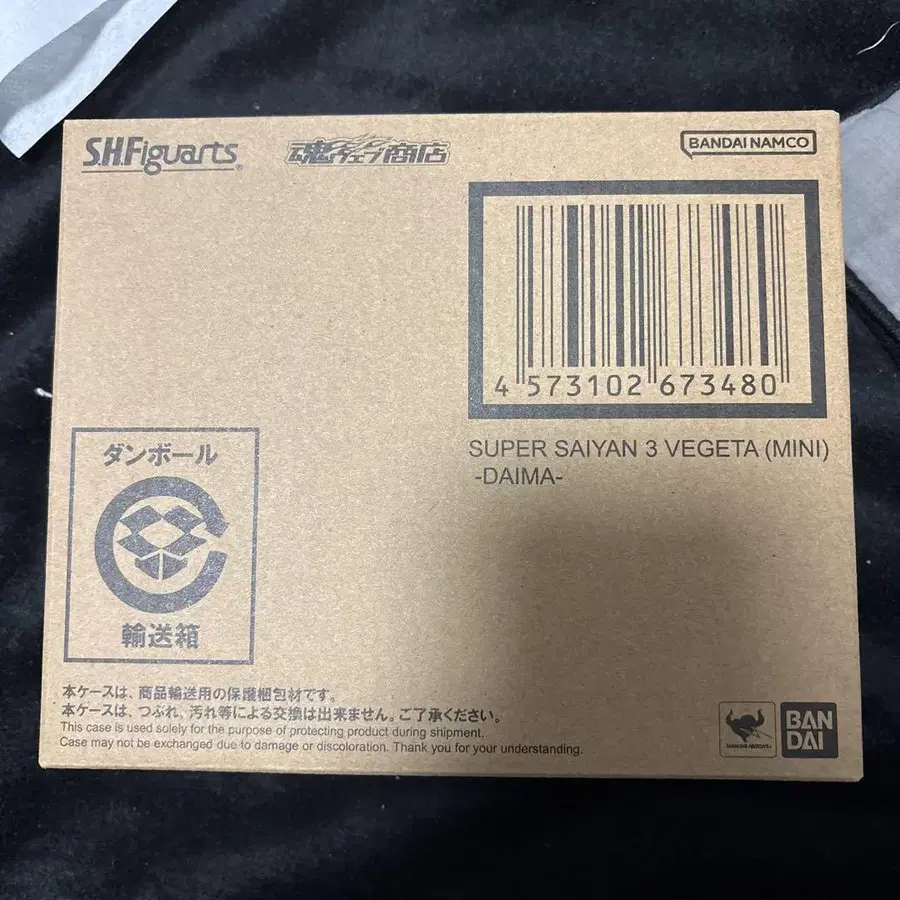 S.H.Figuarts®
魂ウェブ商店
BANDAI NAMCO
4 573102 673480
SUPER SAIYAN 3 VEGETA (MINI)
-DAIMA-
ダンボール
輸送箱
本ケースは、商品輸送用の保護梱包材です。
本ケースは、つぶれ、汚れ等による交換は出来ません。ご了承ください。
This case is used solely for the purpose of protecting product during shipment.
Case may not be exchanged due to damage or discoloration. Thank you for your understanding.
BAN
DAI